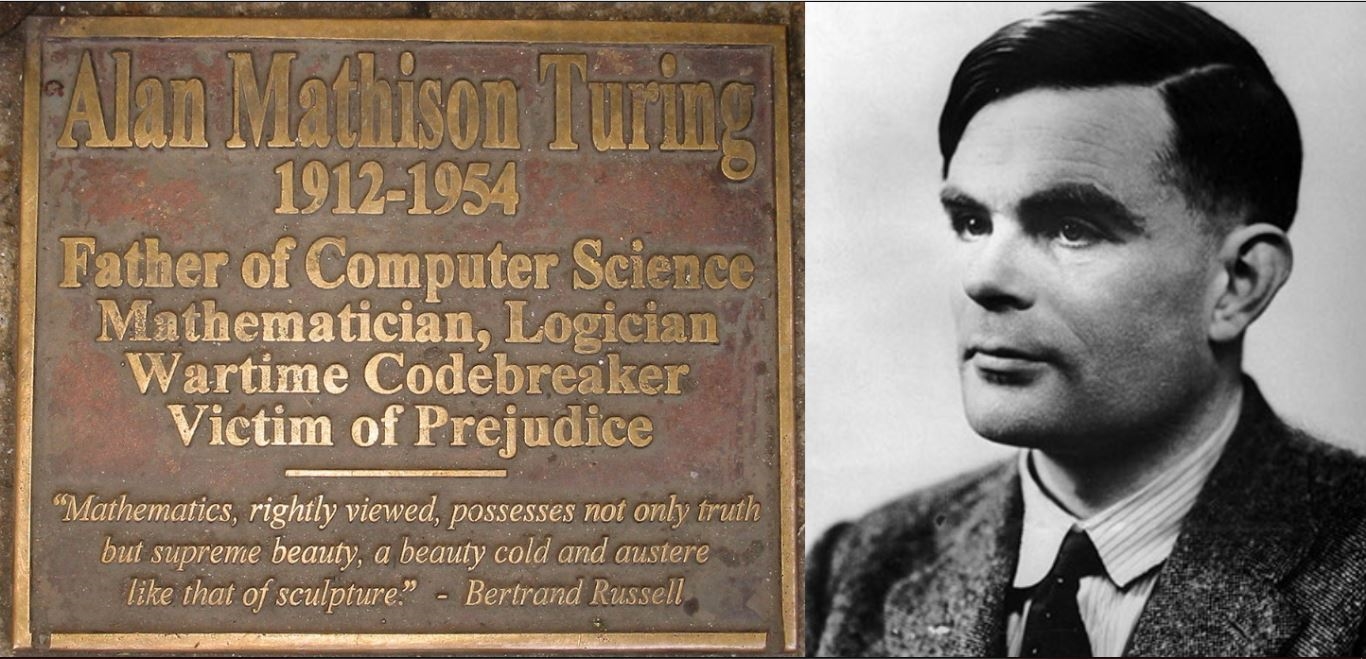 Alan Mathison Turing
1912-1954
Father of Computer Science
Mathematician, Logician
Wartime Codebreaker
Victim of Prejudice
“Mathematics, rightly viewed, possesses not only truth
but supreme beauty, a beauty cold and austere
like that of sculpture.” - Bertrand Russell